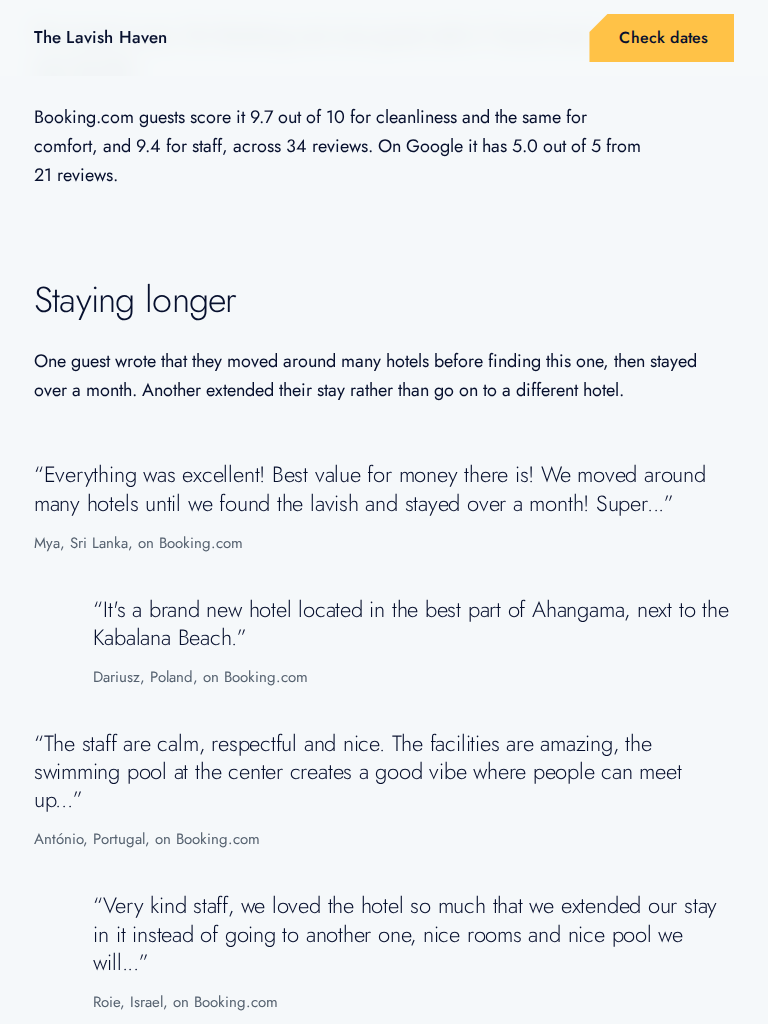 The Lavish Haven
Check dates
Booking.com guests score it 9.7 out of 10 for cleanliness and the same for
comfort, and 9.4 for staff, across 34 reviews. On Google it has 5.0 out of 5 from
21 reviews.
Staying longer
One guest wrote that they moved around many hotels before finding this one, then stayed
over a month. Another extended their stay rather than go on to a different hotel.
“Everything was excellent! Best value for money there is! We moved around
many hotels until we found the lavish and stayed over a month! Super...”
Mya, Sri Lanka, on Booking.com
“It's a brand new hotel located in the best part of Ahangama, next to the
Kabalana Beach.”
Dariusz, Poland, on Booking.com
“The staff are calm, respectful and nice. The facilities are amazing, the
swimming pool at the center creates a good vibe where people can meet
up...”
António, Portugal, on Booking.com
“Very kind staff, we loved the hotel so much that we extended our stay
in it instead of going to another one, nice rooms and nice pool we
will...”
Roie, Israel, on Booking.com